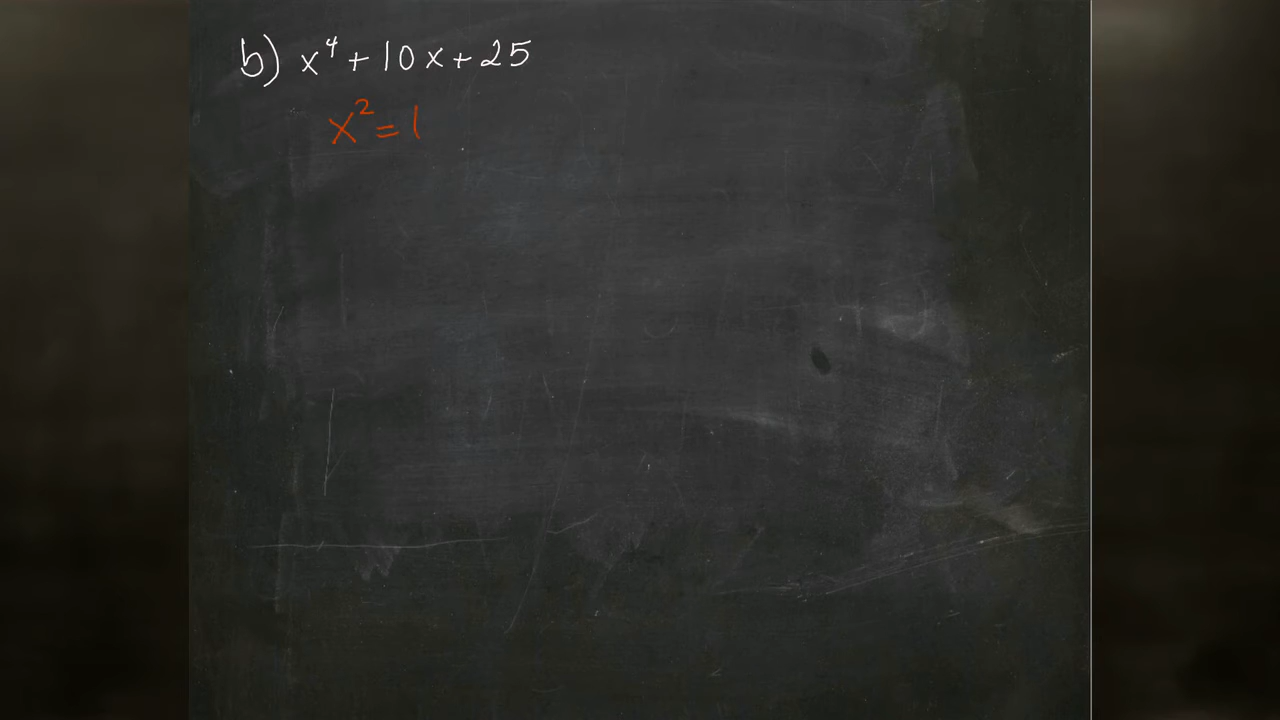 b) x⁴ + 10x + 25
x² = 1